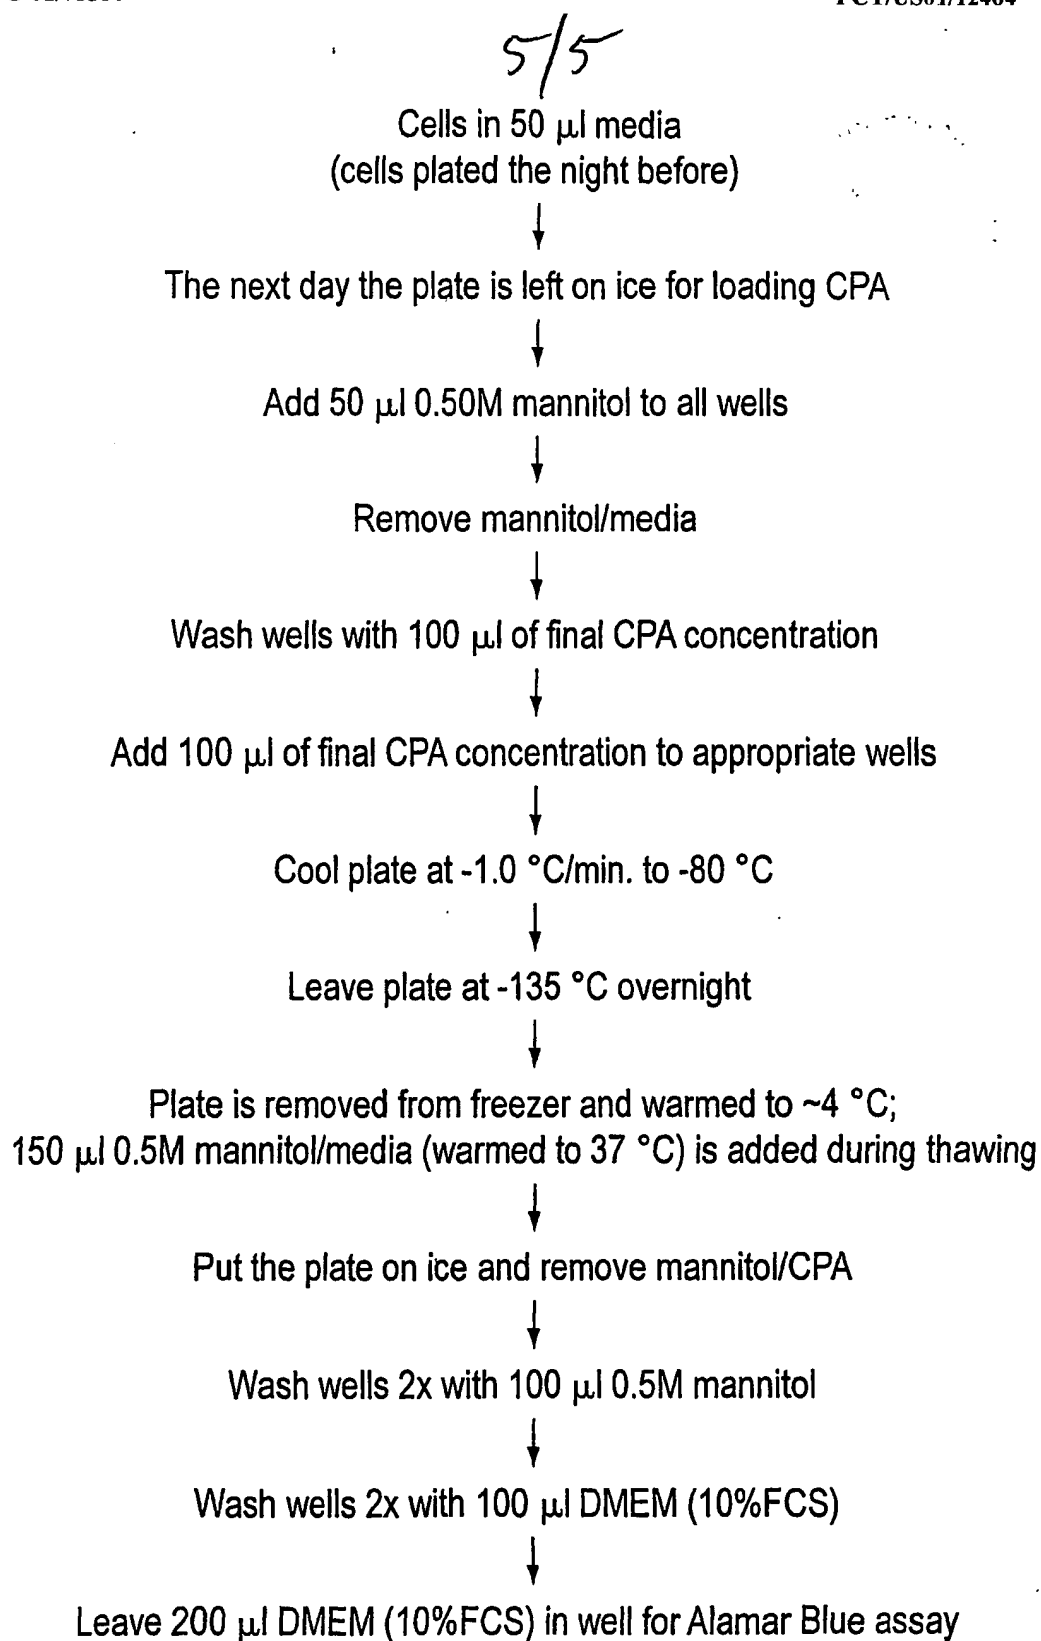 5/5
Cells in 50 µl media
(cells plated the night before)
The next day the plate is left on ice for loading CPA
Add 50 µl 0.50M mannitol to all wells
Remove mannitol/media
Wash wells with 100 µl of final CPA concentration
Add 100 µl of final CPA concentration to appropriate wells
Cool plate at -1.0 °C/min. to -80 °C
Leave plate at -135 °C overnight
Plate is removed from freezer and warmed to ~4 °C;
150 µl 0.5M mannitol/media (warmed to 37 °C) is added during thawing
Put the plate on ice and remove mannitol/CPA
Wash wells 2x with 100 µl 0.5M mannitol
Wash wells 2x with 100 µl DMEM (10%FCS)
Leave 200 µl DMEM (10%FCS) in well for Alamar Blue assay